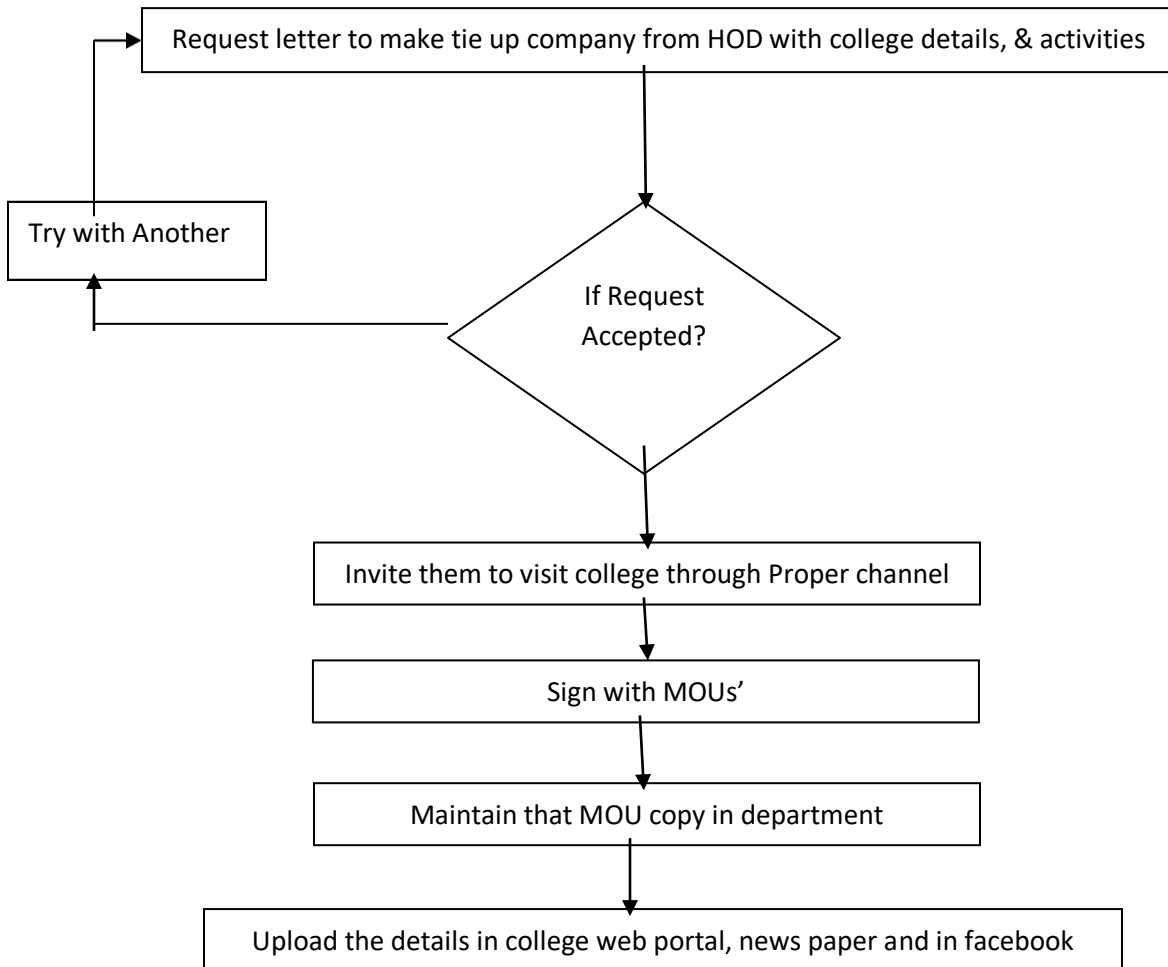 Request letter to make tie up company from HOD with college details, & activities
Try with Another
If Request
Accepted?
Invite them to visit college through Proper channel
Sign with MOUs’
Maintain that MOU copy in department
Upload the details in college web portal, news paper and in facebook